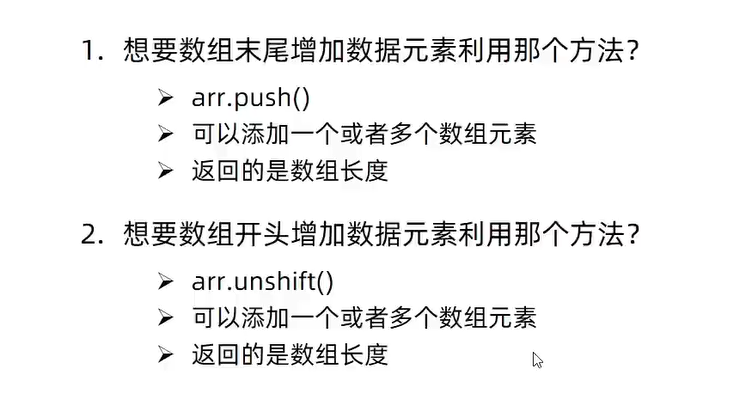 1. 想要数组末尾增加数据元素利用那个方法？
➢ arr.push()
➢ 可以添加一个或者多个数组元素
➢ 返回的是数组长度
2. 想要数组开头增加数据元素利用那个方法？
➢ arr.unshift()
➢ 可以添加一个或者多个数组元素
➢ 返回的是数组长度